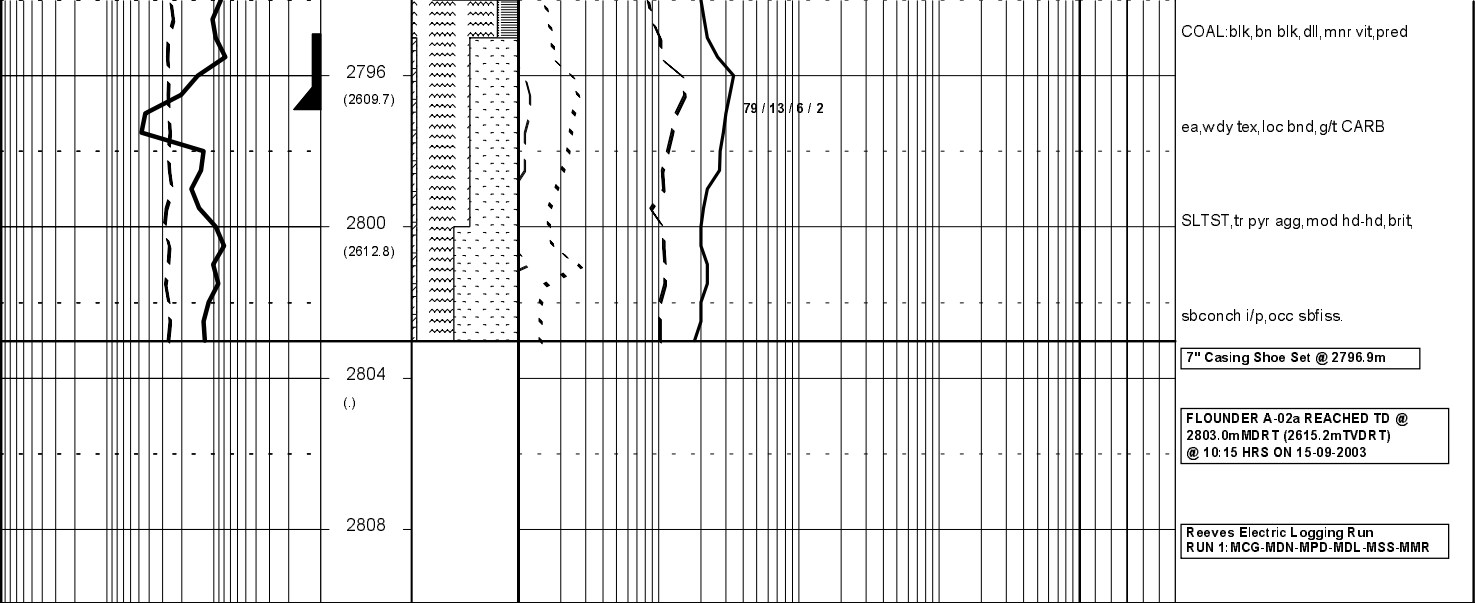 COAL:blk,bn blk,dll,mnr vit,pred
2796
(2609.7)
79 / 13 / 6 / 2
ea,wdy tex,loc bnd,g/t CARB
2800
(2612.8)
SLTST,tr pyr agg,mod hd-hd,brit,
sbconch i/p,occ sbfiss.
7" Casing Shoe Set @ 2796.9m
2804
(.)
FLOUNDER A-02a REACHED TD @
2803.0mMDRT (2615.2mTVDRT)
@ 10:15 HRS ON 15-09-2003
2808
Reeves Electric Logging Run
RUN 1: MCG-MDN-MPD-MDL-MSS-MMR